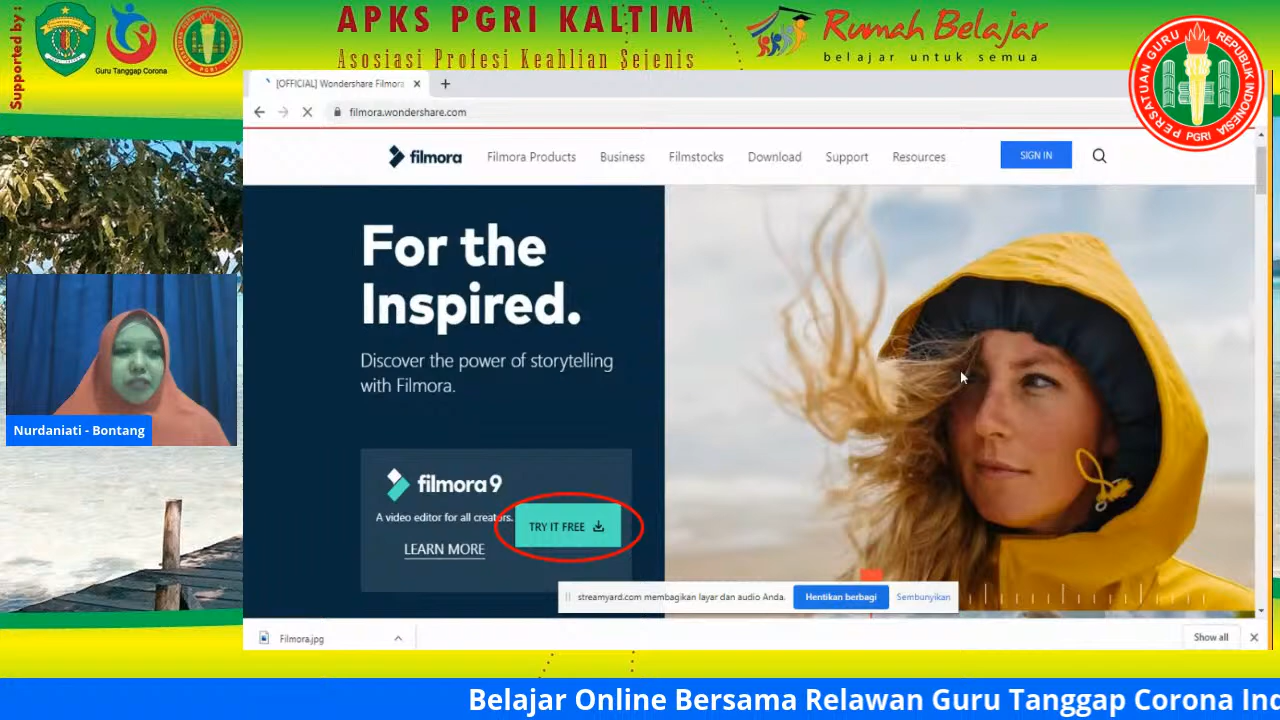 Supported by :
Guru Tanggap Corona
PGRI
APKS PGRI KALTIM
Asosiasi Profesi Keahlian Sejenis
Rumah Belajar
belajar untuk semua
PERSATUAN GURU REPUBLIK INDONESIA
PGRI
[OFFICIAL] Wondershare Filmora
filmora.wondershare.com
filmora
Filmora Products
Business
Filmstocks
Download
Support
Resources
SIGN IN
For the
Inspired.
Discover the power of storytelling
with Filmora.
filmora9
A video editor for all creators.
TRY IT FREE
LEARN MORE
Nurdaniati - Bontang
streamyard.com membagikan layar dan audio Anda.
Hentikan berbagi
Sembunyikan
Filmora.jpg
Show all
Belajar Online Bersama Relawan Guru Tanggap Corona Ind